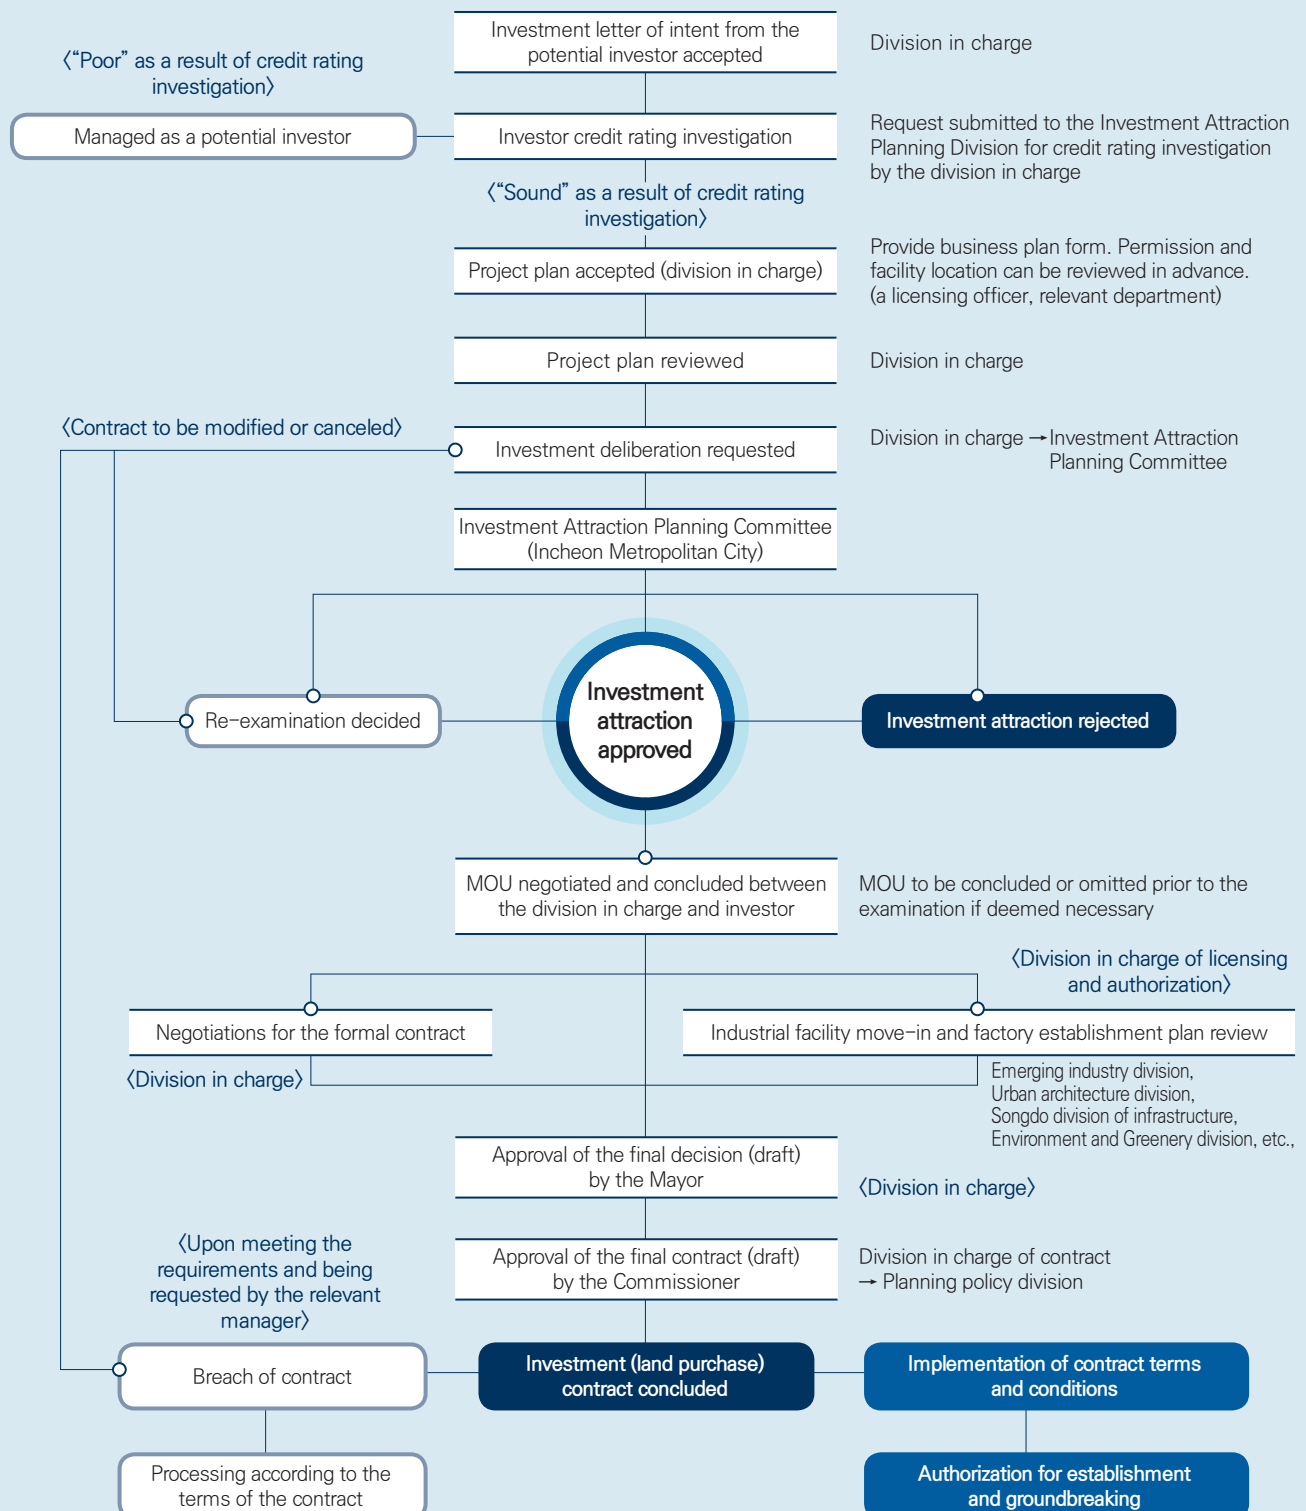 Investment letter of intent from the
potential investor accepted
Division in charge
〈“Poor” as a result of credit rating
investigation〉
Managed as a potential investor
Investor credit rating investigation
Request submitted to the Investment Attraction
Planning Division for credit rating investigation
by the division in charge
〈“Sound” as a result of credit rating
investigation〉
Project plan accepted (division in charge)
Provide business plan form. Permission and
facility location can be reviewed in advance.
(a licensing officer, relevant department)
Project plan reviewed
Division in charge
〈Contract to be modified or canceled〉
Investment deliberation requested
Division in charge → Investment Attraction
Planning Committee
Investment Attraction Planning Committee
(Incheon Metropolitan City)
Re-examination decided
Investment
attraction
approved
Investment attraction rejected
MOU negotiated and concluded between
the division in charge and investor
MOU to be concluded or omitted prior to the
examination if deemed necessary
〈Division in charge of licensing
and authorization〉
Negotiations for the formal contract
Industrial facility move-in and factory establishment plan review
〈Division in charge〉
Emerging industry division,
Urban architecture division,
Songdo division of infrastructure,
Environment and Greenery division, etc.,
Approval of the final decision (draft)
by the Mayor
〈Division in charge〉
〈Upon meeting the
requirements and being
requested by the relevant
manager〉
Approval of the final contract (draft)
by the Commissioner
Division in charge of contract
→ Planning policy division
Breach of contract
Investment (land purchase)
contract concluded
Implementation of contract terms
and conditions
Processing according to the
terms of the contract
Authorization for establishment
and groundbreaking